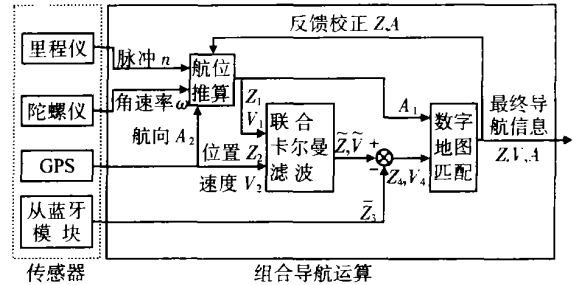 反馈校正 Z,A
里程仪
脉冲 n
航位
推算
陀螺仪
角速率 ω
航向 A₂
Z₁
V₁
A₁
GPS
位置 Z₂
速度 V₂
联合
卡尔曼
滤波
Z̃,Ṽ
+
−
Z₄,V₄
数字
地图
匹配
最终导
航信息
Z,V,A
从蓝牙
模块
Z̄₃
传感器
组合导航运算